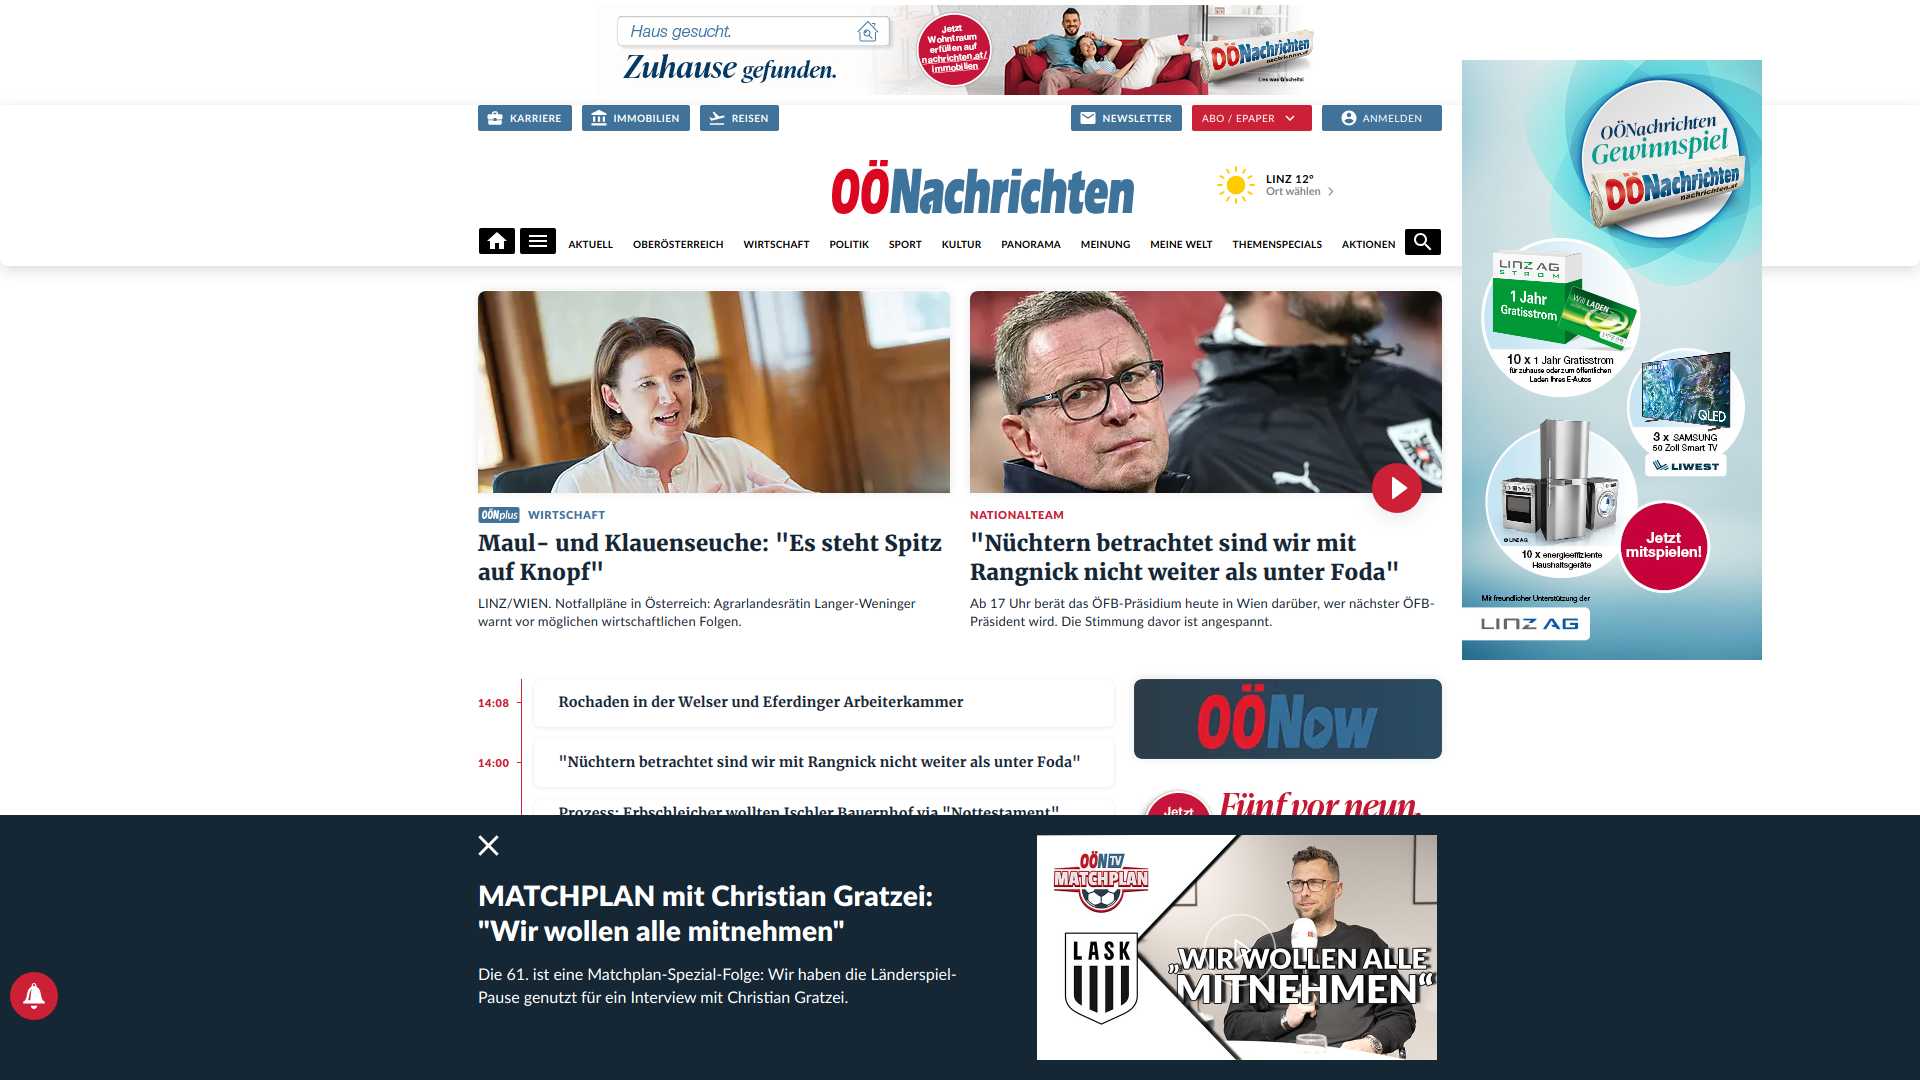 Haus gesucht.
Zuhause gefunden.
Jetzt
Wohntraum
erfüllen auf
nachrichten.at/
immobilien
OÖNachrichten
Lies was G'scheits!
KARRIERE
IMMOBILIEN
REISEN
NEWSLETTER
ABO / EPAPER
ANMELDEN
OÖNachrichten
LINZ 12°
Ort wählen
AKTUELL
OBERÖSTERREICH
WIRTSCHAFT
POLITIK
SPORT
KULTUR
PANORAMA
MEINUNG
MEINE WELT
THEMENSPECIALS
AKTIONEN
OÖNachrichten
Gewinnspiel
OÖNachrichten
nachrichten.at
LINZ AG
STROM
1 Jahr
Gratisstrom
Will LADEN
10 x 1 Jahr Gratisstrom
für zuhause oder zum öffentlichen
Laden Ihres E-Autos
QLED
3 x SAMSUNG
50 Zoll Smart TV
LIWEST
© LINZ AG
10 x energieeffiziente
Haushaltsgeräte
Jetzt
mitspielen!
Mit freundlicher Unterstützung der
LINZ AG
OÖNplus WIRTSCHAFT
Maul- und Klauenseuche: "Es steht Spitz
auf Knopf"
LINZ/WIEN. Notfallpläne in Österreich: Agrarlandesrätin Langer-Weninger
warnt vor möglichen wirtschaftlichen Folgen.
NATIONALTEAM
"Nüchtern betrachtet sind wir mit
Rangnick nicht weiter als unter Foda"
Ab 17 Uhr berät das ÖFB-Präsidium heute in Wien darüber, wer nächster ÖFB-
Präsident wird. Die Stimmung davor ist angespannt.
14:08
Rochaden in der Welser und Eferdinger Arbeiterkammer
14:00
"Nüchtern betrachtet sind wir mit Rangnick nicht weiter als unter Foda"
Prozess: Erbschleicher wollten Ischler Bauernhof via "Nottestament"
OÖNow
Jetzt
Fünf vor neun.
MATCHPLAN mit Christian Gratzei:
"Wir wollen alle mitnehmen"
Die 61. ist eine Matchplan-Spezial-Folge: Wir haben die Länderspiel-
Pause genutzt für ein Interview mit Christian Gratzei.
OÖNTV
MATCHPLAN
LASK
„WIR WOLLEN ALLE
MITNEHMEN“